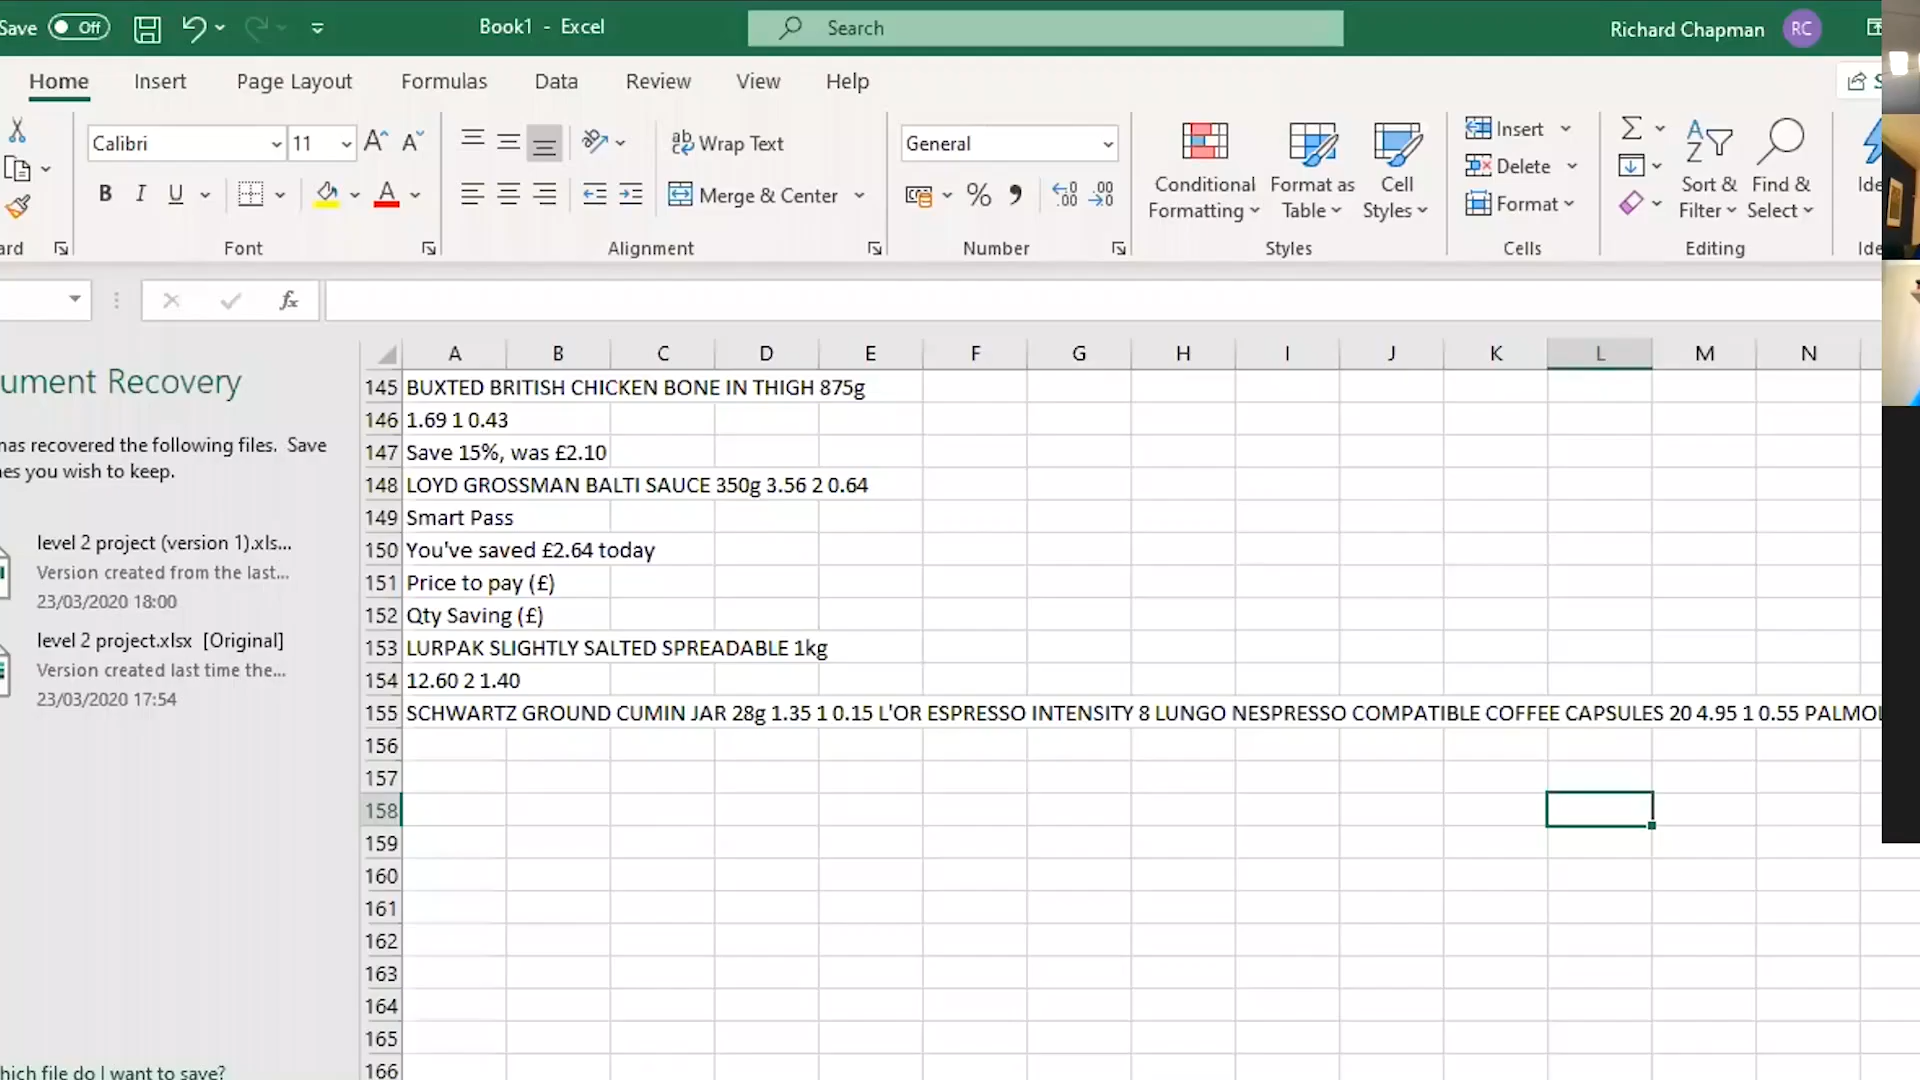 Save Off Book1 - Excel Search Richard Chapman RC
Home Insert Page Layout Formulas Data Review View Help
Calibri 11 Wrap Text General Insert
Delete
B I U Merge & Center % Conditional Formatting Format as Table Cell Styles Format Sort & Filter Find & Select
Font Alignment Number Styles Cells Editing
fx
A B C D E F G H I J K L M N
145 BUXTED BRITISH CHICKEN BONE IN THIGH 875g
146 1.69 1 0.43
147 Save 15%, was £2.10
148 LOYD GROSSMAN BALTI SAUCE 350g 3.56 2 0.64
149 Smart Pass
150 You've saved £2.64 today
151 Price to pay (£)
152 Qty Saving (£)
153 LURPAK SLIGHTLY SALTED SPREADABLE 1kg
154 12.60 2 1.40
155 SCHWARTZ GROUND CUMIN JAR 28g 1.35 1 0.15 L'OR ESPRESSO INTENSITY 8 LUNGO NESPRESSO COMPATIBLE COFFEE CAPSULES 20 4.95 1 0.55 PALMOL
156
157
158
159
160
161
162
163
164
165
166
ument Recovery
has recovered the following files. Save
es you wish to keep.
level 2 project (version 1).xls...
Version created from the last...
23/03/2020 18:00
level 2 project.xlsx [Original]
Version created last time the...
23/03/2020 17:54
hich file do I want to save?